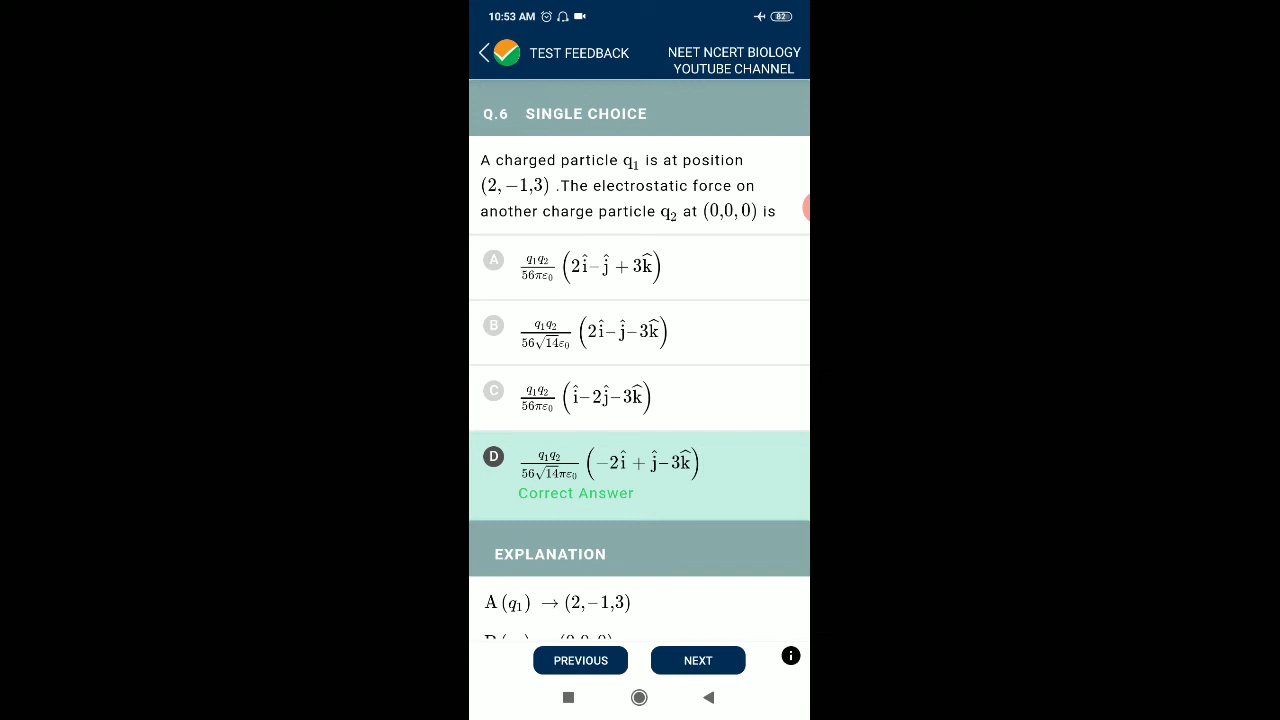 10:53 AM
82
TEST FEEDBACK
NEET NCERT BIOLOGY
YOUTUBE CHANNEL
Q.6 SINGLE CHOICE
A charged particle q₁ is at position
(2, −1,3) .The electrostatic force on
another charge particle q₂ at (0,0, 0) is
A q₁q₂/56πε₀ (2î−ĵ + 3k̂)
B q₁q₂/56√14ε₀ (2î−ĵ−3k̂)
C q₁q₂/56πε₀ (î−2ĵ−3k̂)
D q₁q₂/56√14πε₀ (−2î + ĵ−3k̂)
Correct Answer
EXPLANATION
A (q₁) → (2,−1,3)
PREVIOUS
NEXT